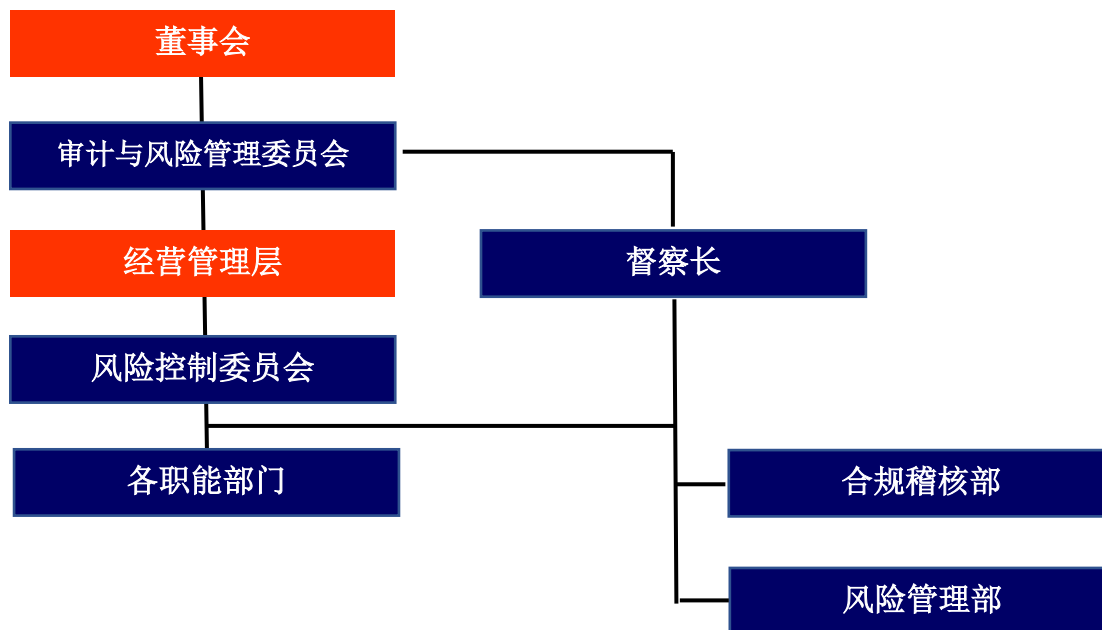 董事会
审计与风险管理委员会
经营管理层
督察长
风险控制委员会
各职能部门
合规稽核部
风险管理部